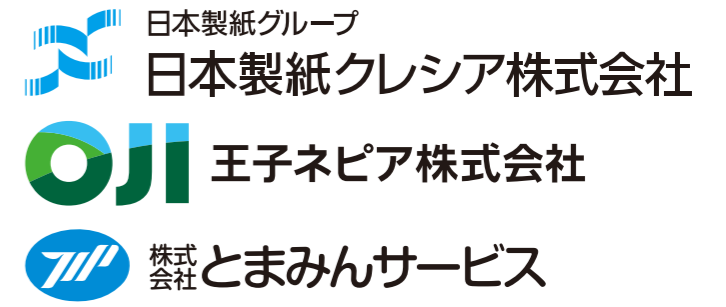 日本製紙グループ
日本製紙クレシア株式会社
OJI 王子ネピア株式会社
株式会社とまみんサービス